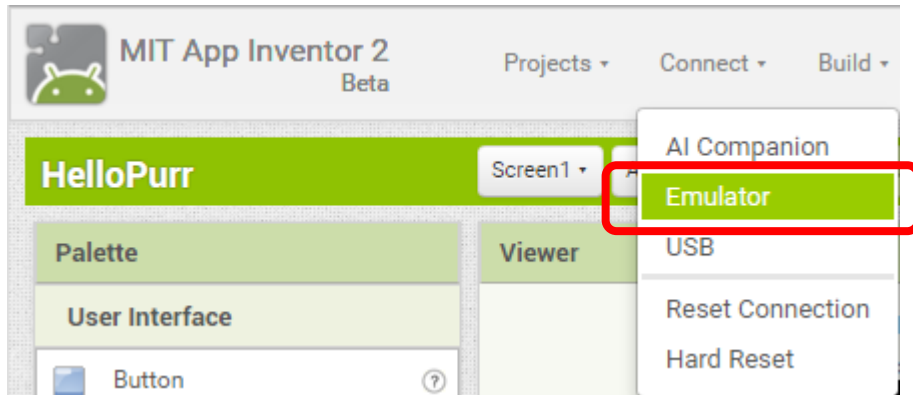 MIT App Inventor 2
Beta
Projects
Connect
Build
AI Companion
Emulator
USB
Reset Connection
Hard Reset
HelloPurr
Screen1
A
Palette
Viewer
User Interface
Button
?